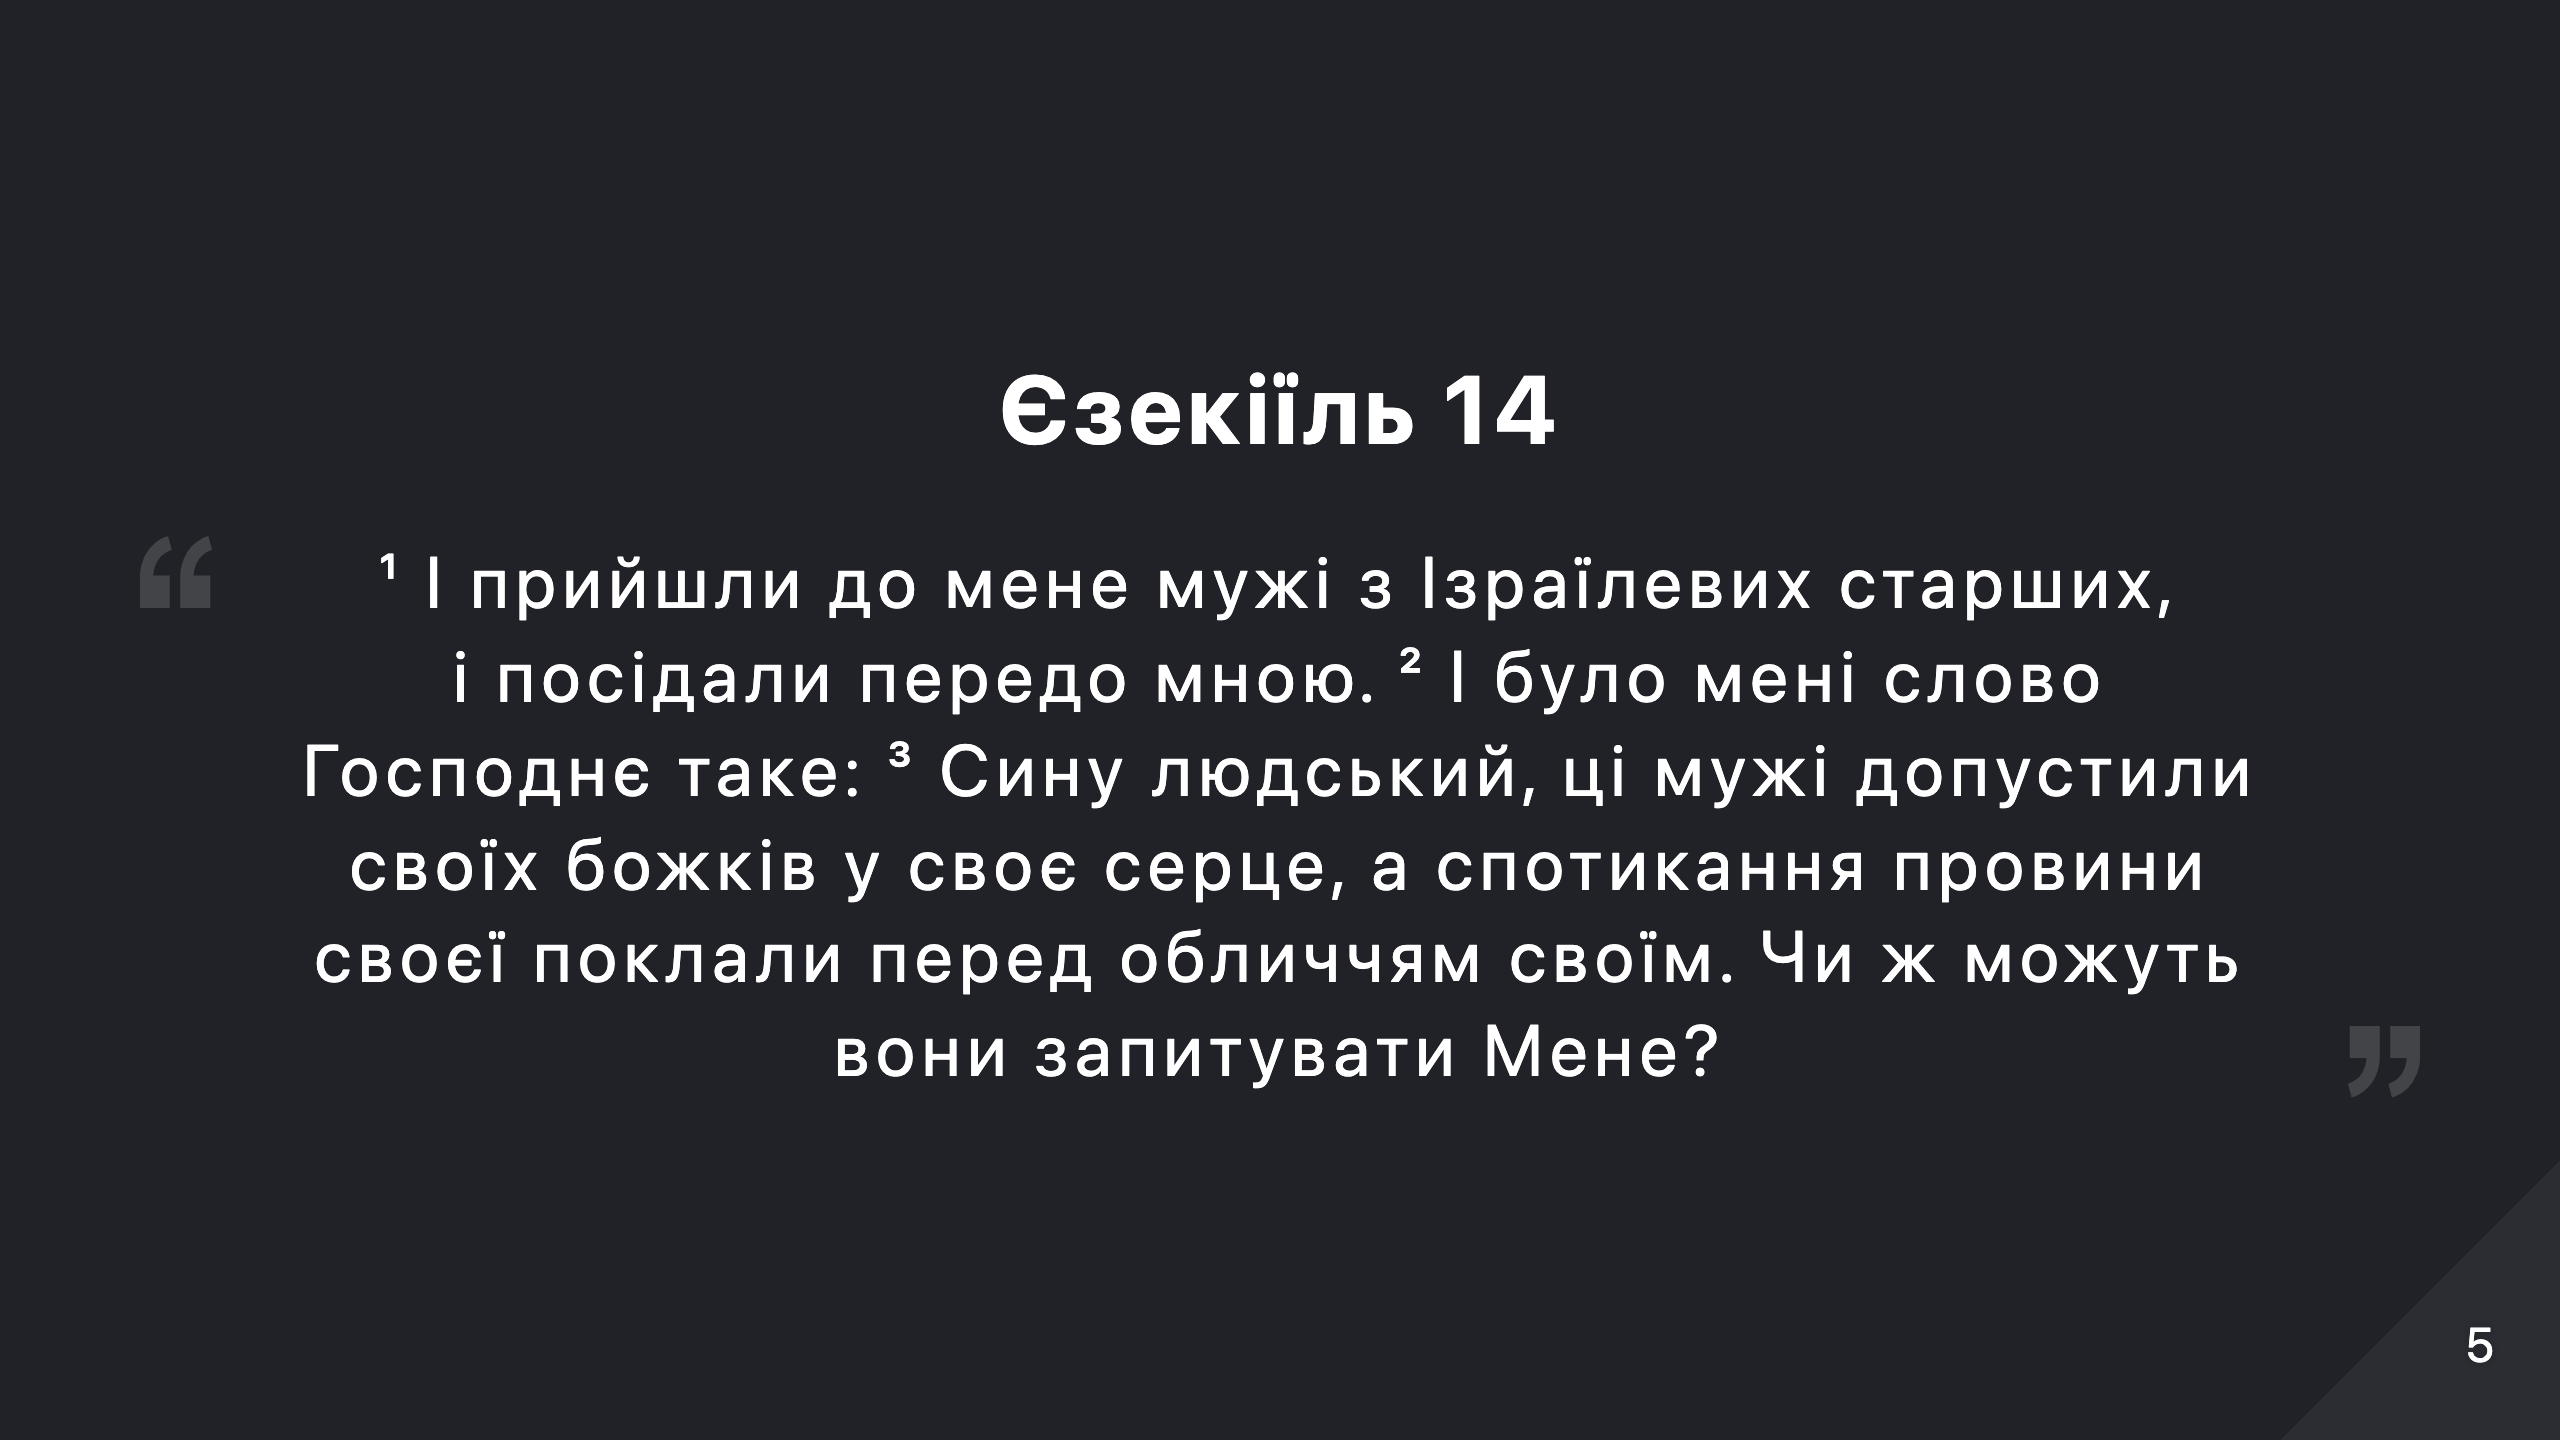 Єзекіїль 14
“
¹ І прийшли до мене мужі з Ізраїлевих старших,
і посідали передо мною. ² І було мені слово
Господнє таке: ³ Сину людський, ці мужі допустили
своїх божків у своє серце, а спотикання провини
своєї поклали перед обличчям своїм. Чи ж можуть
вони запитувати Мене?
”
5